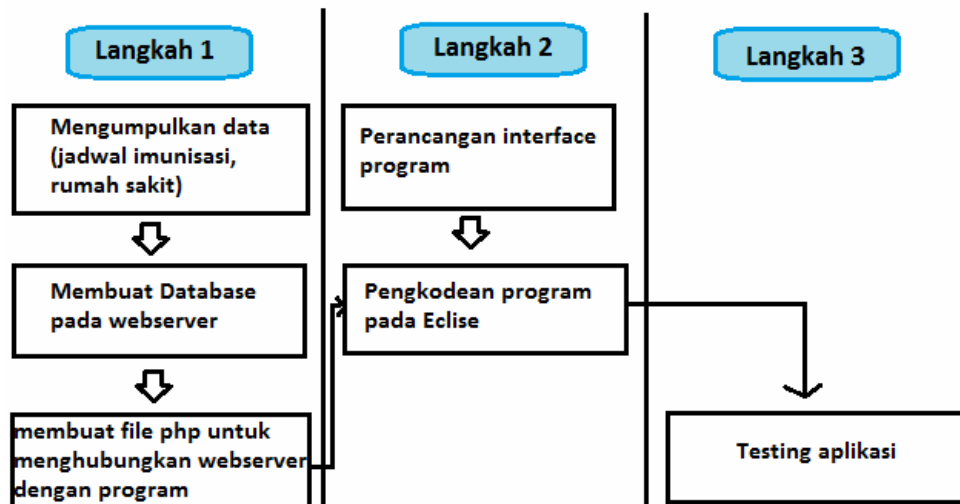 Langkah 1
Mengumpulkan data
(jadwal imunisasi,
rumah sakit)
Membuat Database
pada webserver
membuat file php untuk
menghubungkan webserver
dengan program
Langkah 2
Perancangan interface
program
Pengkodean program
pada Eclise
Langkah 3
Testing aplikasi